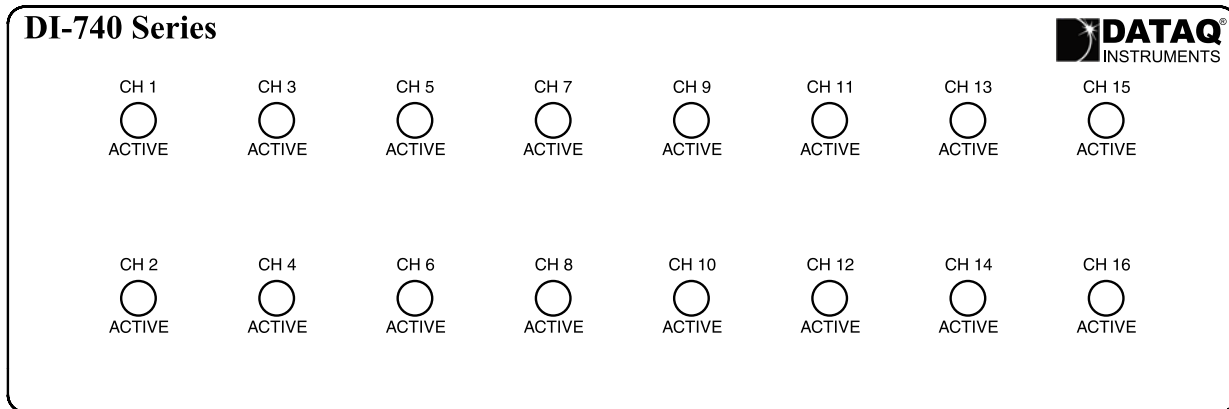 DI-740 Series
DATAQ®
INSTRUMENTS
CH 1 CH 3 CH 5 CH 7 CH 9 CH 11 CH 13 CH 15
ACTIVE ACTIVE ACTIVE ACTIVE ACTIVE ACTIVE ACTIVE ACTIVE
CH 2 CH 4 CH 6 CH 8 CH 10 CH 12 CH 14 CH 16
ACTIVE ACTIVE ACTIVE ACTIVE ACTIVE ACTIVE ACTIVE ACTIVE